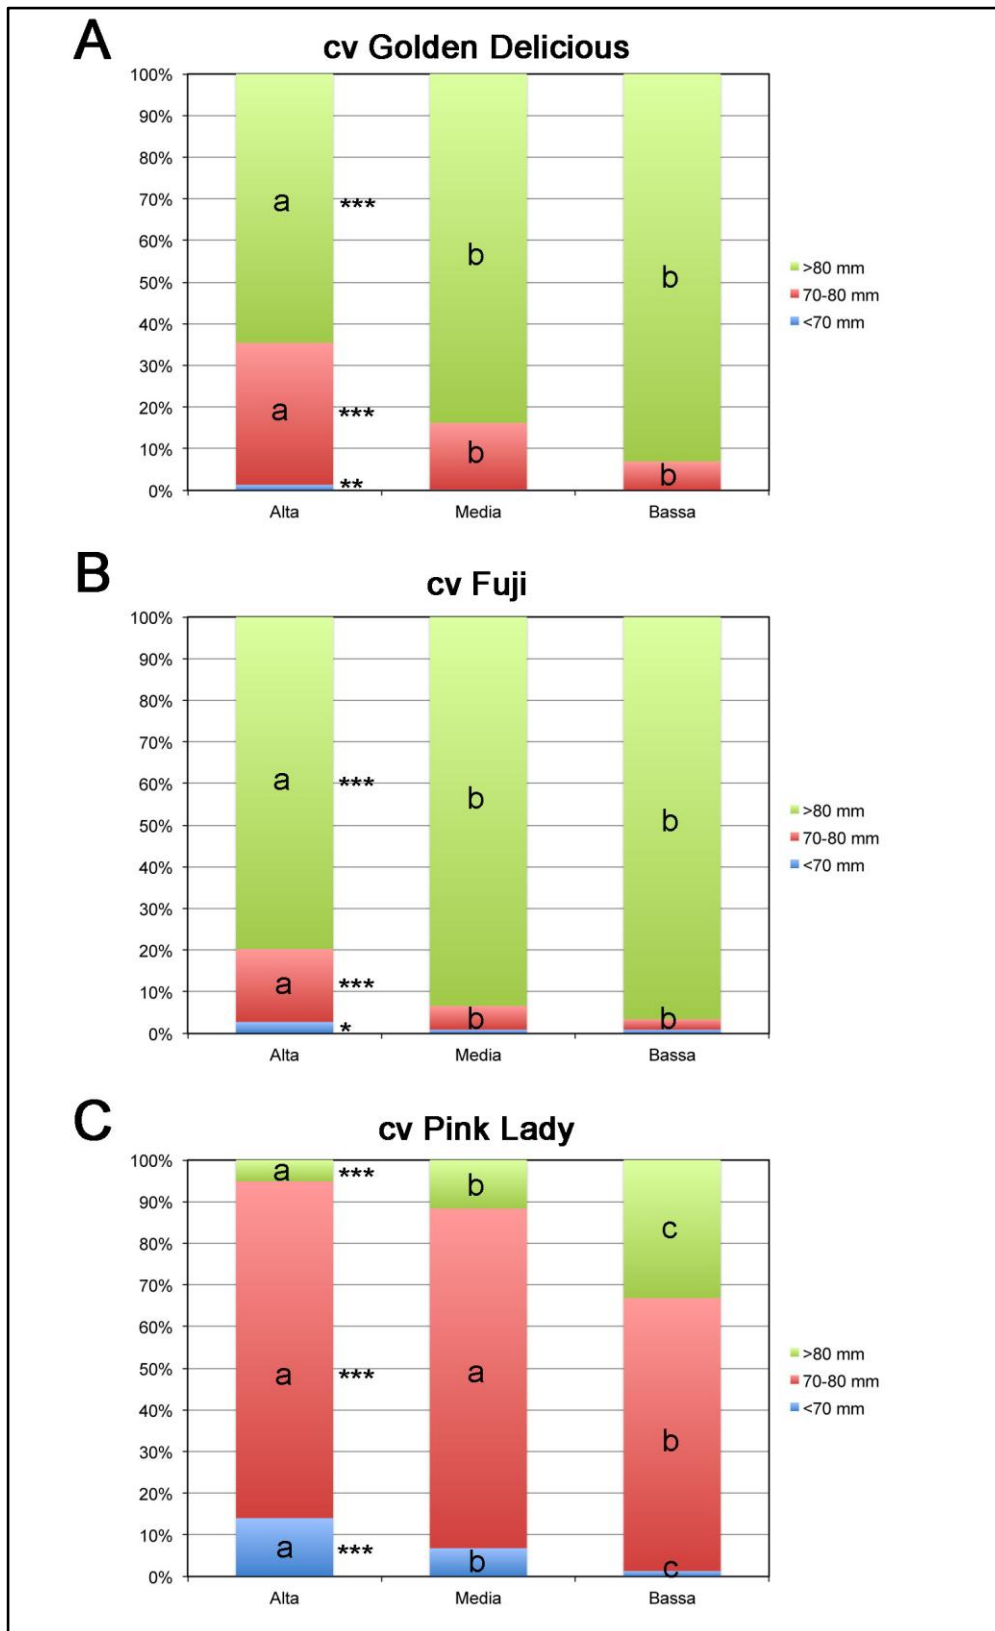 A
cv Golden Delicious
100%
90%
80%
70%
60%
50%
40%
30%
20%
10%
0%
a
***
a
***
**
b
b
b
b
Alta
Media
Bassa
>80 mm
70-80 mm
<70 mm
B
cv Fuji
100%
90%
80%
70%
60%
50%
40%
30%
20%
10%
0%
a
***
a
***
*
b
b
b
b
Alta
Media
Bassa
>80 mm
70-80 mm
<70 mm
C
cv Pink Lady
100%
90%
80%
70%
60%
50%
40%
30%
20%
10%
0%
a
***
a
***
a
***
b
a
b
c
b
c
Alta
Media
Bassa
>80 mm
70-80 mm
<70 mm